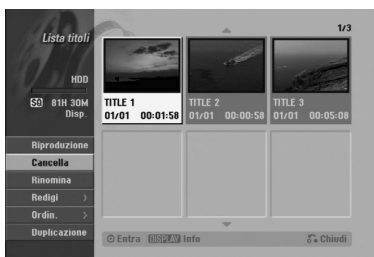 Lista titoli
1/3
HDD
SQ 81H 30M
Disp.
TITLE 1
01/01 00:01:58
TITLE 2
01/01 00:00:58
TITLE 3
01/01 00:05:08
Riproduzione
Cancella
Rinomina
Redigi >
Ordin. >
Duplicazione
Entra DISPLAY Info
Chiudi